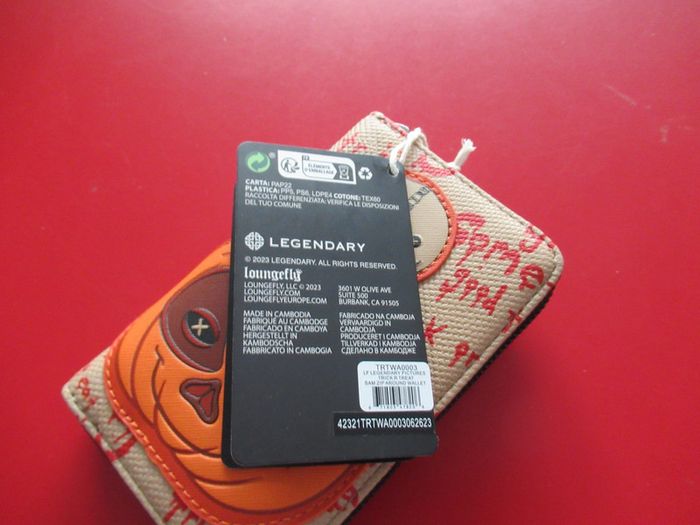 ÉLÉMENTS
D'EMBALLAGE
CARTA: PAP22
PLASTICA: PP5, PS6, LDPE4 COTONE: TEX60
RACCOLTA DIFFERENZIATA: VERIFICA LE DISPOSIZIONI
DEL TUO COMUNE
LEGENDARY
© 2023 LEGENDARY. ALL RIGHTS RESERVED.
loungefly
LOUNGEFLY, LLC © 2023
LOUNGEFLY.COM
LOUNGEFLYEUROPE.COM
3601 W OLIVE AVE
SUITE 500
BURBANK, CA 91505
MADE IN CAMBODIA
FABRIQUE AU CAMBODGE
FABRICADO EN CAMBOYA
HERGESTELLT IN
KAMBODSCHA
FABBRICATO IN CAMBOGIA
FABRICADO NA CAMBOJA
VERVAARDIGD IN
CAMBODJA
PRODUCERET I CAMBODJA
TILLVERKAD I KAMBODJA
СДЕЛАНО В КАМБОДЖЕ
TRTWA0003
LF LEGENDARY PICTURES
TRICK R TREAT
SAM ZIP AROUND WALLET
42321TRTWA0003062623
good